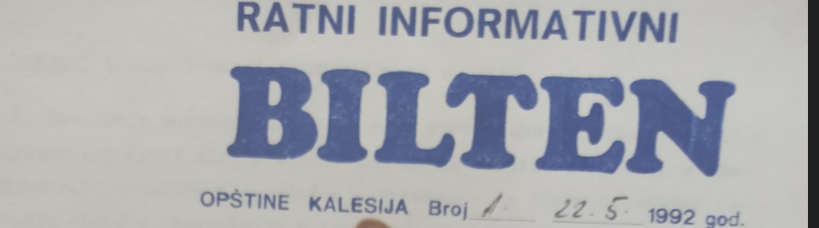 RATNI INFORMATIVNI
BILTEN
OPŠTINE KALESIJA Broj 1. 22.5. 1992 god.